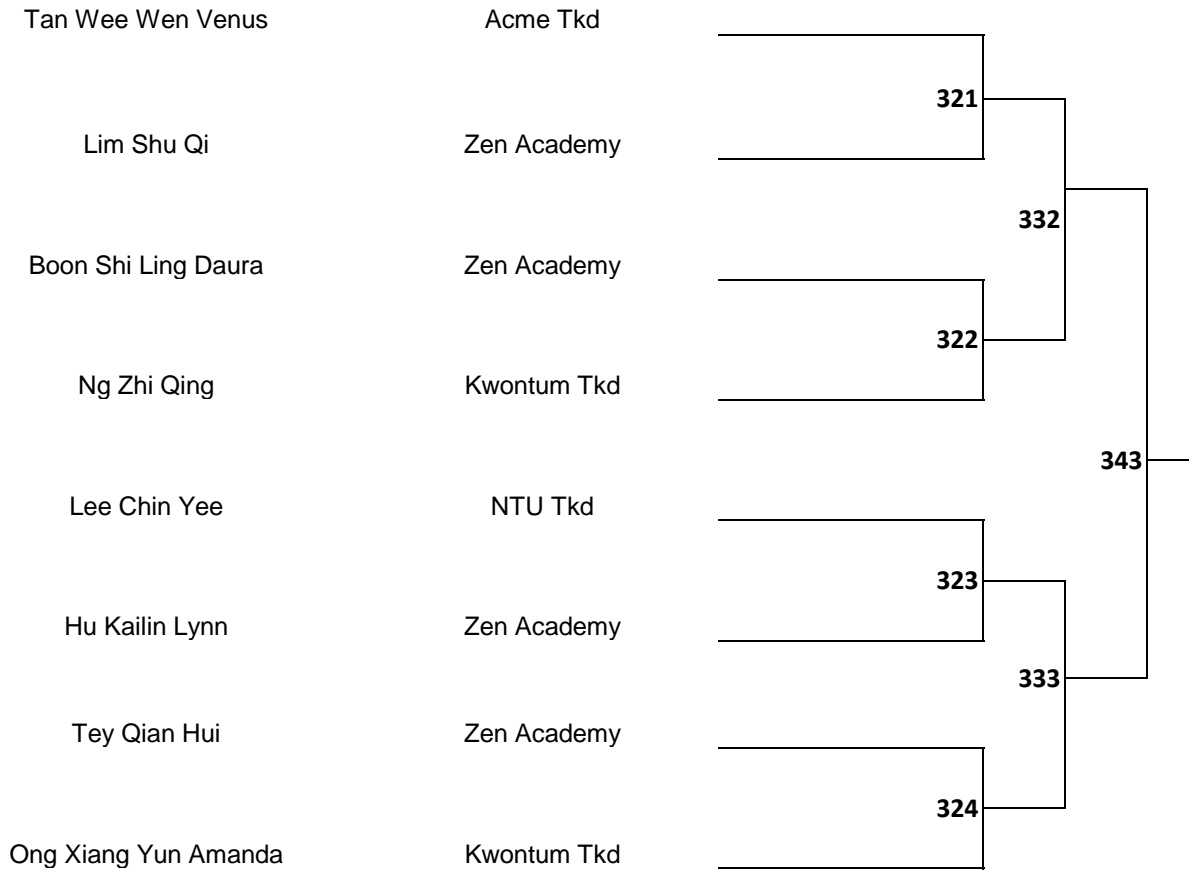 Tan Wee Wen Venus Acme Tkd
321
Lim Shu Qi Zen Academy
332
Boon Shi Ling Daura Zen Academy
322
Ng Zhi Qing Kwontum Tkd
343
Lee Chin Yee NTU Tkd
323
Hu Kailin Lynn Zen Academy
333
Tey Qian Hui Zen Academy
324
Ong Xiang Yun Amanda Kwontum Tkd